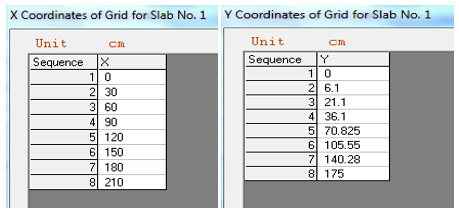 X Coordinates of Grid for Slab No. 1
Unit cm
Sequence X
1 0
2 30
3 60
4 90
5 120
6 150
7 180
8 210
Y Coordinates of Grid for Slab No. 1
Unit cm
Sequence Y
1 0
2 6.1
3 21.1
4 36.1
5 70.825
6 105.55
7 140.28
8 175